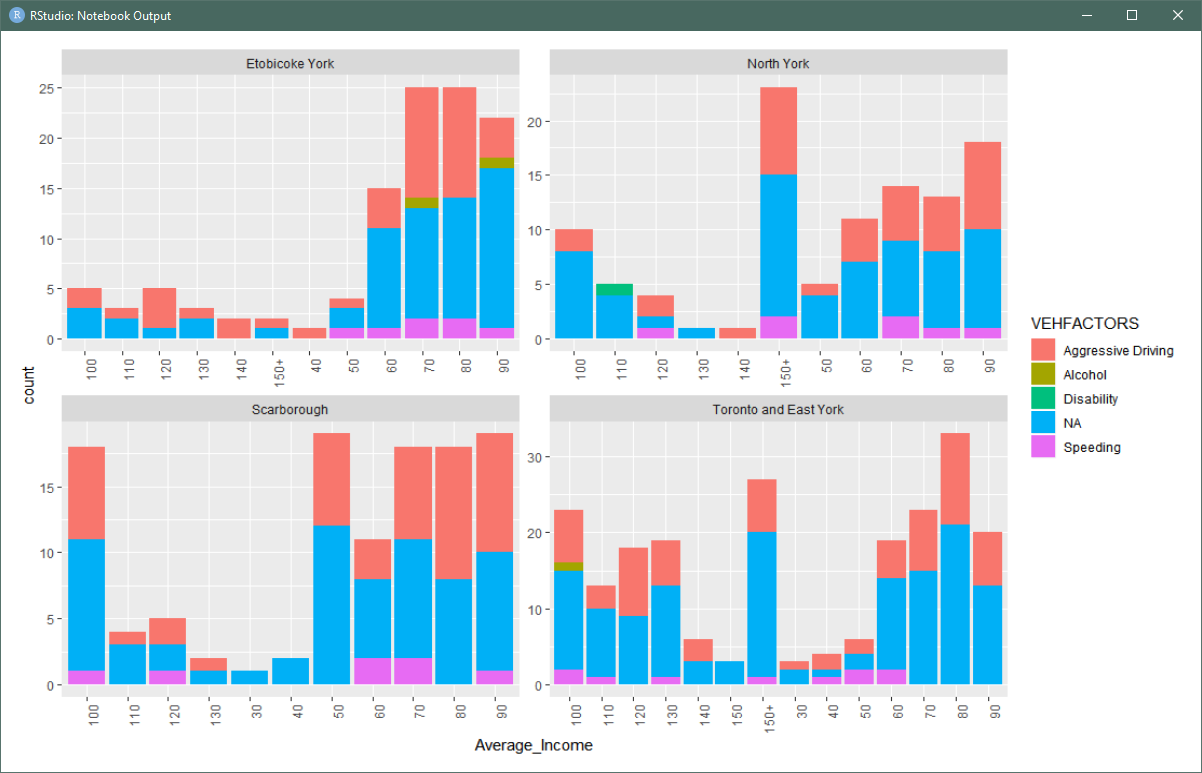 RStudio: Notebook Output
Etobicoke York
25
20
15
10
5
0
100 110 120 130 140 150+ 40 50 60 70 80 90
North York
20
15
10
5
0
100 110 120 130 140 150+ 50 60 70 80 90
count
Scarborough
15
10
5
0
100 110 120 130 30 40 50 60 70 80 90
Toronto and East York
30
20
10
0
100 110 120 130 140 150 150+ 30 40 50 60 70 80 90
Average_Income
VEHFACTORS
Aggressive Driving
Alcohol
Disability
NA
Speeding